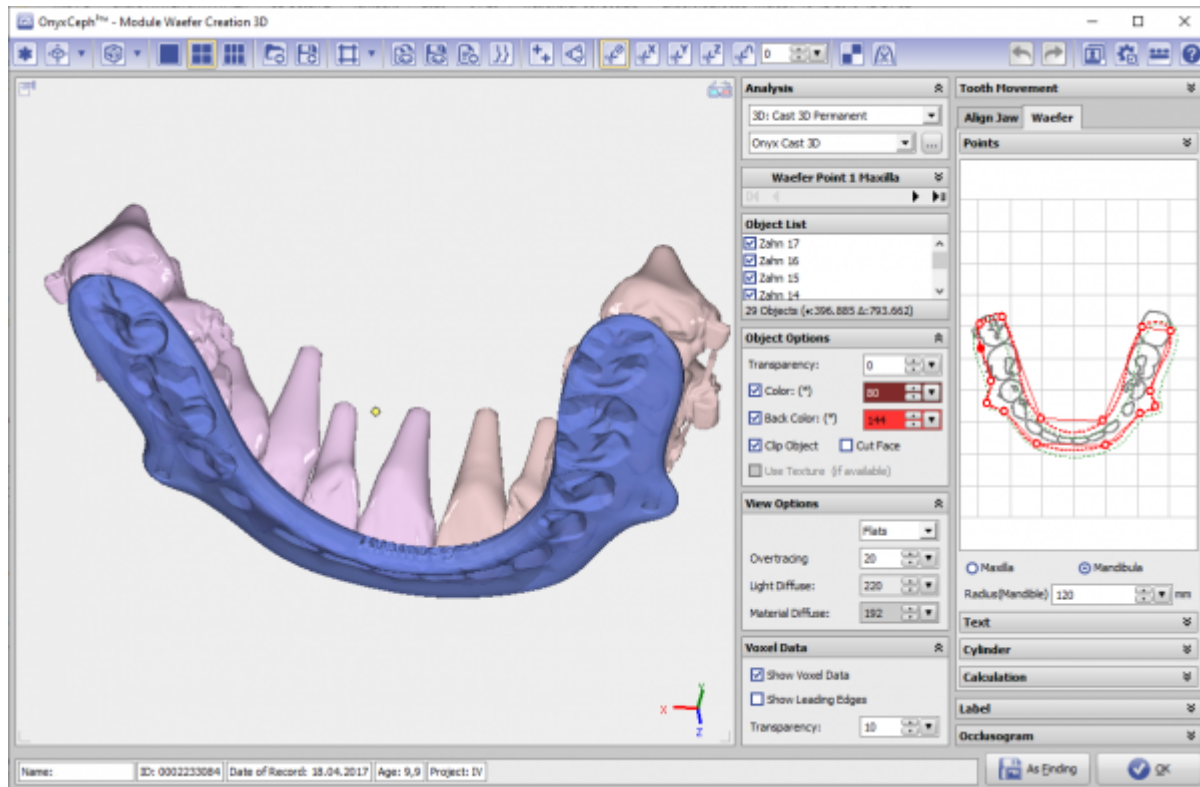 OnyxCeph³™ - Module Waefer Creation 3D
0
Analysis
3D: Cast 3D Permanent
Onyx Cast 3D
...
Waefer Point 1 Maxilla
Object List
Zahn 17
Zahn 16
Zahn 15
Zahn 14
29 Objects (•:396.885 Δ:793.662)
Object Options
Transparency: 0
Color: (*) 80
Back Color: (*) 144
Clip Object Cut Face
Use Texture (if available)
View Options
Flats
Overtracing 20
Light Diffuse: 220
Material Diffuse: 192
Voxel Data
Show Voxel Data
Show Leading Edges
Transparency: 10
Tooth Movement
Align Jaw Waefer
Points
Maxilla Mandibula
Radius(Mandible) 120 mm
Text
Cylinder
Calculation
Label
Occlusogram
X Y Z
Name: ID: 0002233084 Date of Record: 18.04.2017 Age: 9,9 Project: IV
As Finding OK